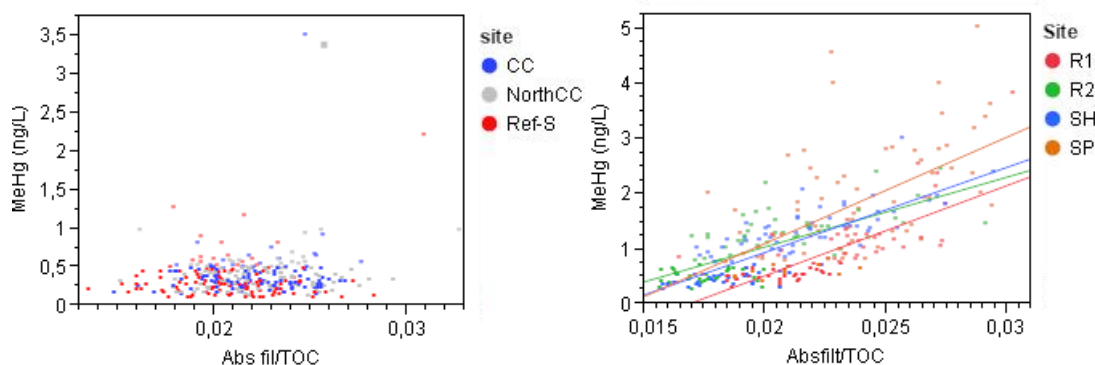 3,5
3
2,5
2
1,5
1
0,5
0
MeHg (ng/L)
0,02
0,03
Abs fil/TOC
site
CC
NorthCC
Ref-S
5
4
3
2
1
0
MeHg (ng/L)
0,015
0,02
0,025
0,03
Absfilt/TOC
Site
R1
R2
SH
SP